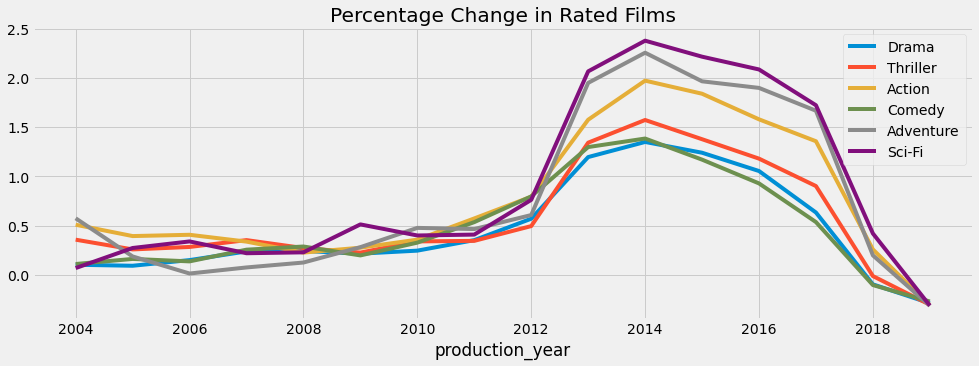 Percentage Change in Rated Films
2.5
2.0
1.5
1.0
0.5
0.0
Drama
Thriller
Action
Comedy
Adventure
Sci-Fi
2004 2006 2008 2010 2012 2014 2016 2018
production_year